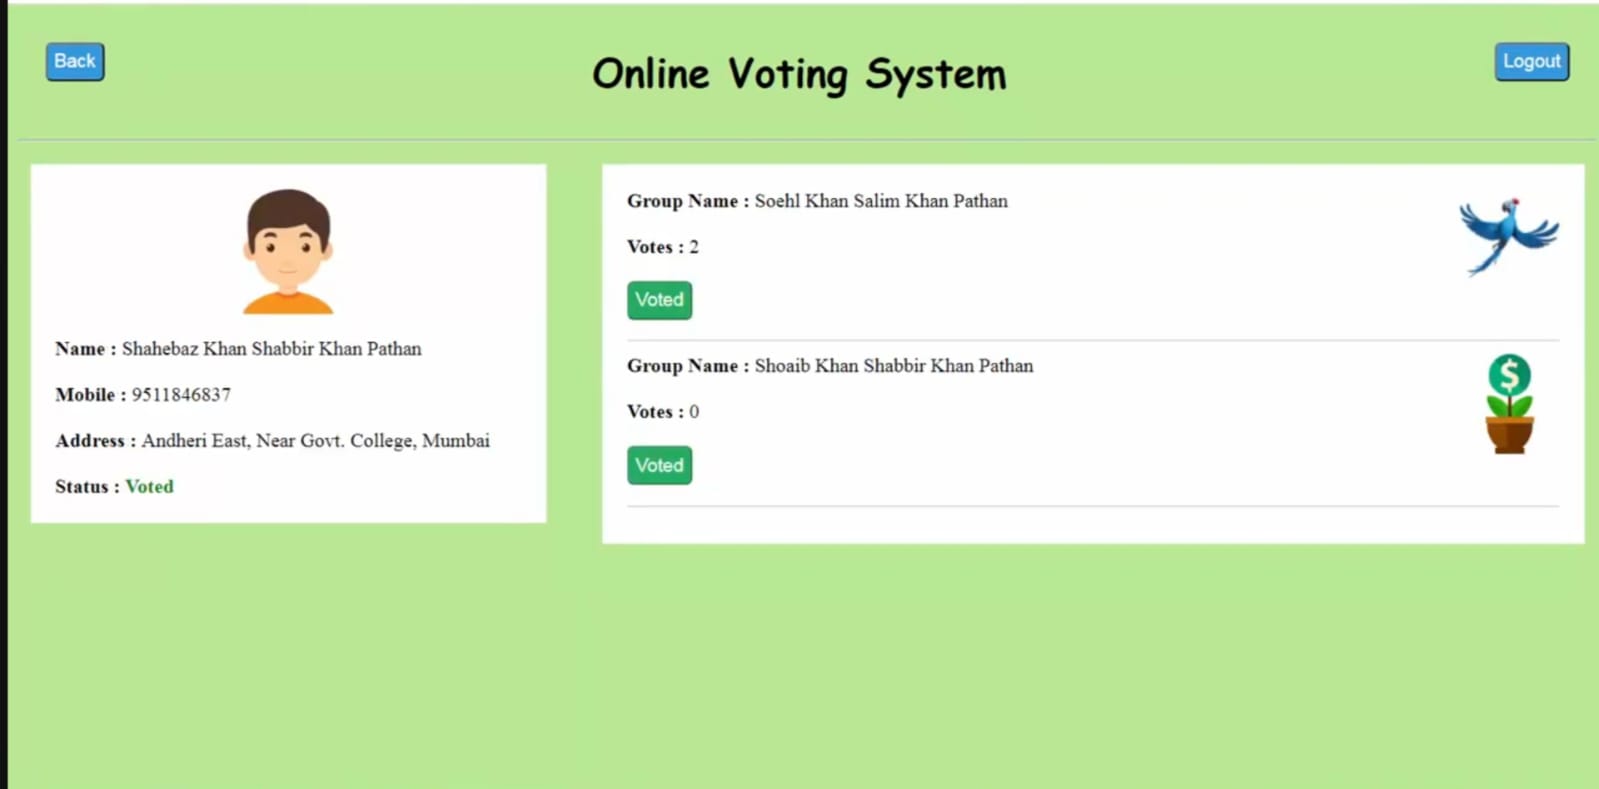 Back
Online Voting System
Logout
Name : Shahebaz Khan Shabbir Khan Pathan
Mobile : 9511846837
Address : Andheri East, Near Govt. College, Mumbai
Status : Voted
Group Name : Soehl Khan Salim Khan Pathan
Votes : 2
Voted
Group Name : Shoaib Khan Shabbir Khan Pathan
Votes : 0
Voted
$